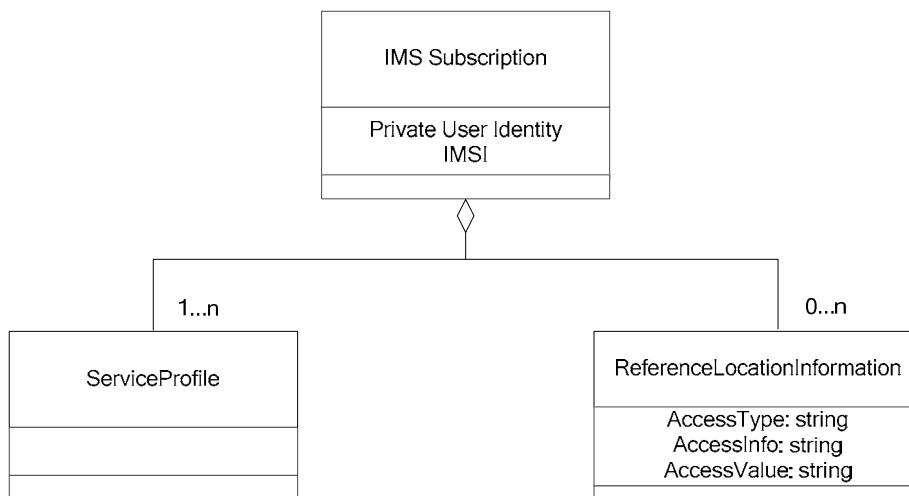 IMS Subscription
Private User Identity
IMSI
1...n
0...n
ServiceProfile
ReferenceLocationInformation
AccessType: string
AccessInfo: string
AccessValue: string